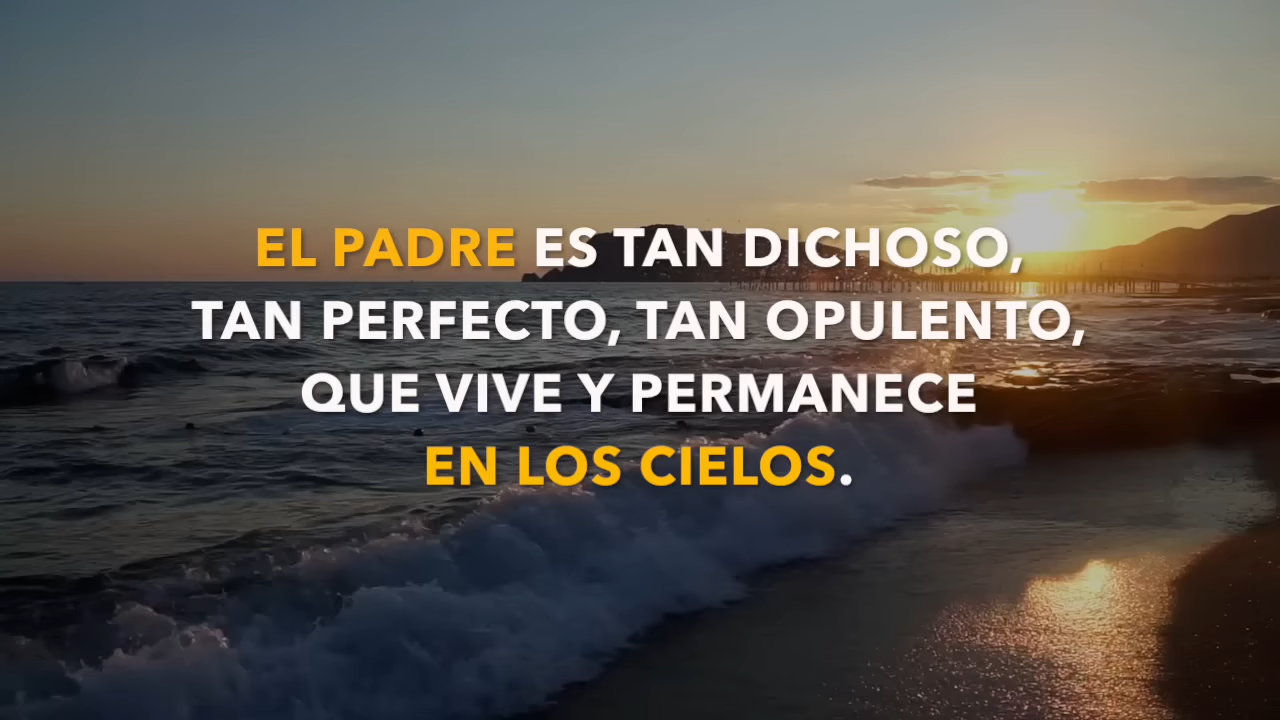 EL PADRE ES TAN DICHOSO,
TAN PERFECTO, TAN OPULENTO,
QUE VIVE Y PERMANECE
EN LOS CIELOS.